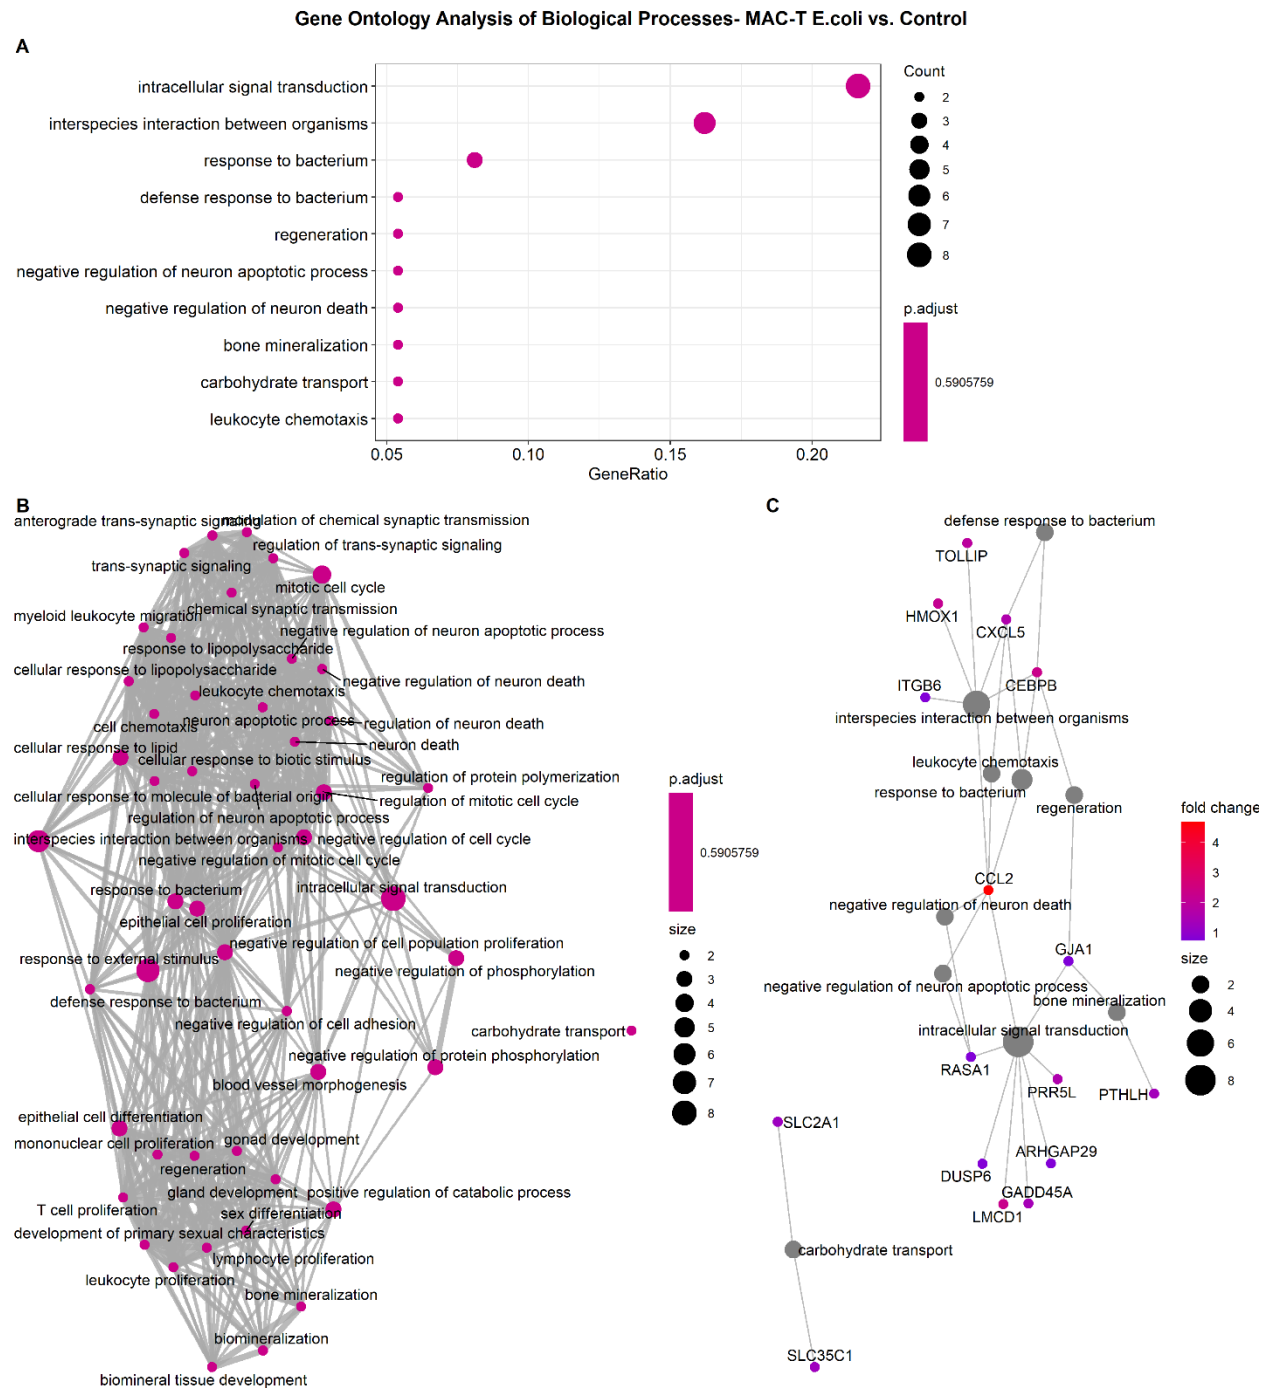 Gene Ontology Analysis of Biological Processes- MAC-T E.coli vs. Control
A
intracellular signal transduction
interspecies interaction between organisms
response to bacterium
defense response to bacterium
regeneration
negative regulation of neuron apoptotic process
negative regulation of neuron death
bone mineralization
carbohydrate transport
leukocyte chemotaxis
0.05 0.10 0.15 0.20
GeneRatio
Count
2
3
4
5
6
7
8
p.adjust
0.5905759
B
anterograde trans-synaptic signaling
modulation of chemical synaptic transmission
regulation of trans-synaptic signaling
trans-synaptic signaling
mitotic cell cycle
chemical synaptic transmission
myeloid leukocyte migration
negative regulation of neuron apoptotic process
response to lipopolysaccharide
cellular response to lipopolysaccharide
negative regulation of neuron death
leukocyte chemotaxis
cell chemotaxis
neuron apoptotic process
regulation of neuron death
neuron death
cellular response to lipid
cellular response to biotic stimulus
regulation of protein polymerization
cellular response to molecule of bacterial origin
regulation of mitotic cell cycle
regulation of neuron apoptotic process
interspecies interaction between organisms
negative regulation of cell cycle
negative regulation of mitotic cell cycle
response to bacterium
intracellular signal transduction
epithelial cell proliferation
negative regulation of cell population proliferation
response to external stimulus
negative regulation of phosphorylation
defense response to bacterium
negative regulation of cell adhesion
carbohydrate transport
negative regulation of protein phosphorylation
blood vessel morphogenesis
epithelial cell differentiation
mononuclear cell proliferation
gonad development
regeneration
gland development
positive regulation of catabolic process
T cell proliferation
sex differentiation
development of primary sexual characteristics
lymphocyte proliferation
leukocyte proliferation
bone mineralization
biomineralization
biomineral tissue development
p.adjust
0.5905759
size
2
3
4
5
6
7
8
C
defense response to bacterium
TOLLIP
HMOX1
CXCL5
ITGB6
CEBPB
interspecies interaction between organisms
leukocyte chemotaxis
response to bacterium
regeneration
CCL2
negative regulation of neuron death
GJA1
negative regulation of neuron apoptotic process
bone mineralization
intracellular signal transduction
RASA1
PRR5L
PTHLH
SLC2A1
ARHGAP29
DUSP6
GADD45A
LMCD1
carbohydrate transport
SLC35C1
fold change
4
3
2
1
size
2
4
6
8